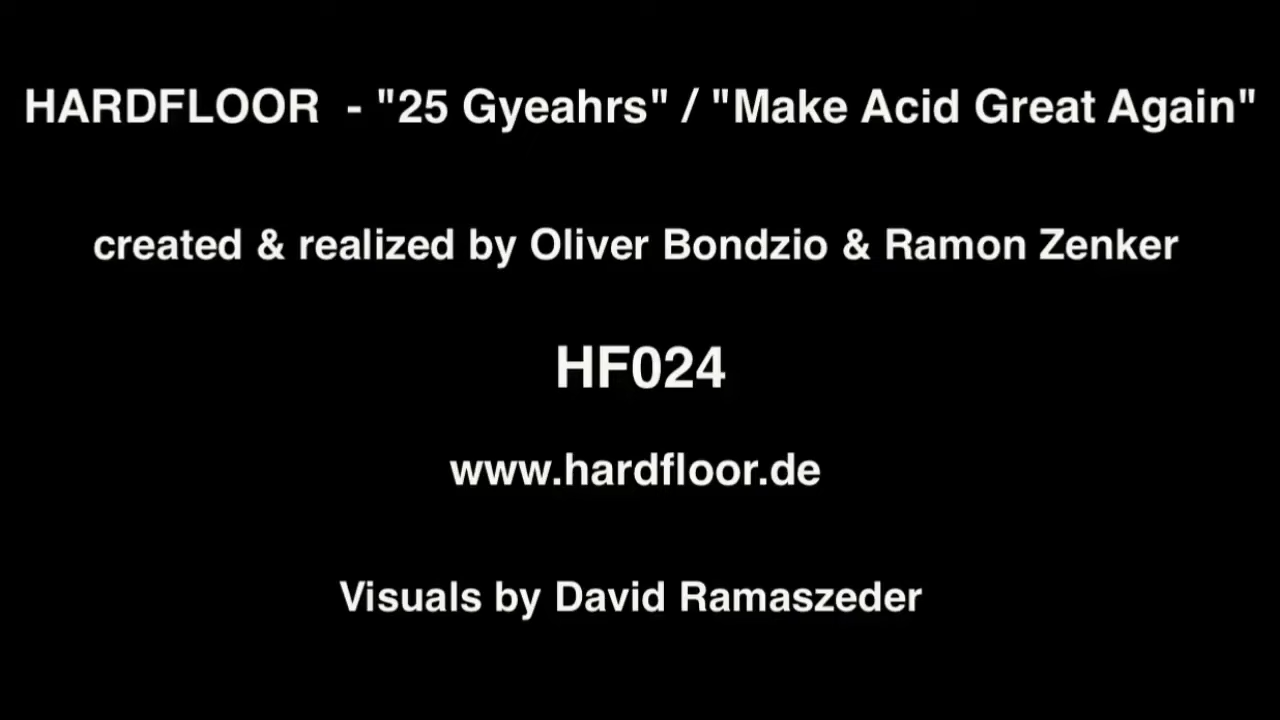 HARDFLOOR - "25 Gyeahrs" / "Make Acid Great Again"
created & realized by Oliver Bondzio & Ramon Zenker
HF024
www.hardfloor.de
Visuals by David Ramaszeder